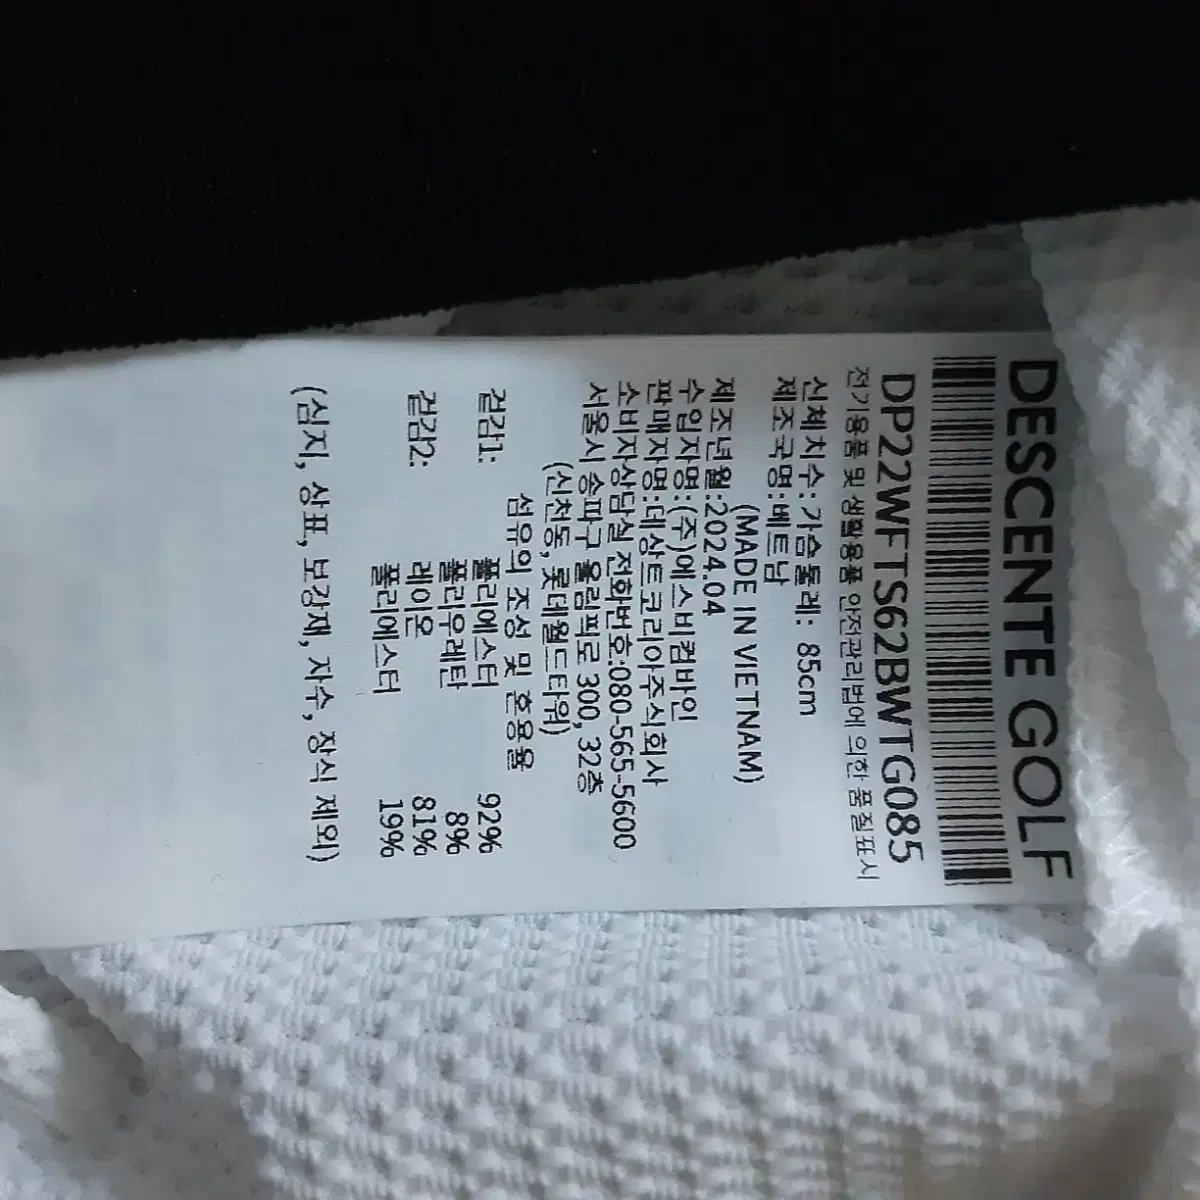 DESCENTE GOLF
DP22WFTS62BWTG085
전기용품 및 생활용품 안전관리법에 의한 품질표시
신체치수:가슴둘레: 85cm
제조국명:베트남
(MADE IN VIETNAM)
제조년월:2024.04
수입자명:(주)에스비컴바인
판매자명:데상트코리아주식회사
소비자상담실 전화번호:080-565-5600
서울시 송파구 올림픽로 300, 32층
(신천동, 롯데월드타워)
섬유의 조성 및 혼용율
겉감1: 폴리에스터 92%
폴리우레탄 8%
겉감2: 레이온 81%
폴리에스터 19%
(심지, 상표, 보강재, 자수, 장식 제외)